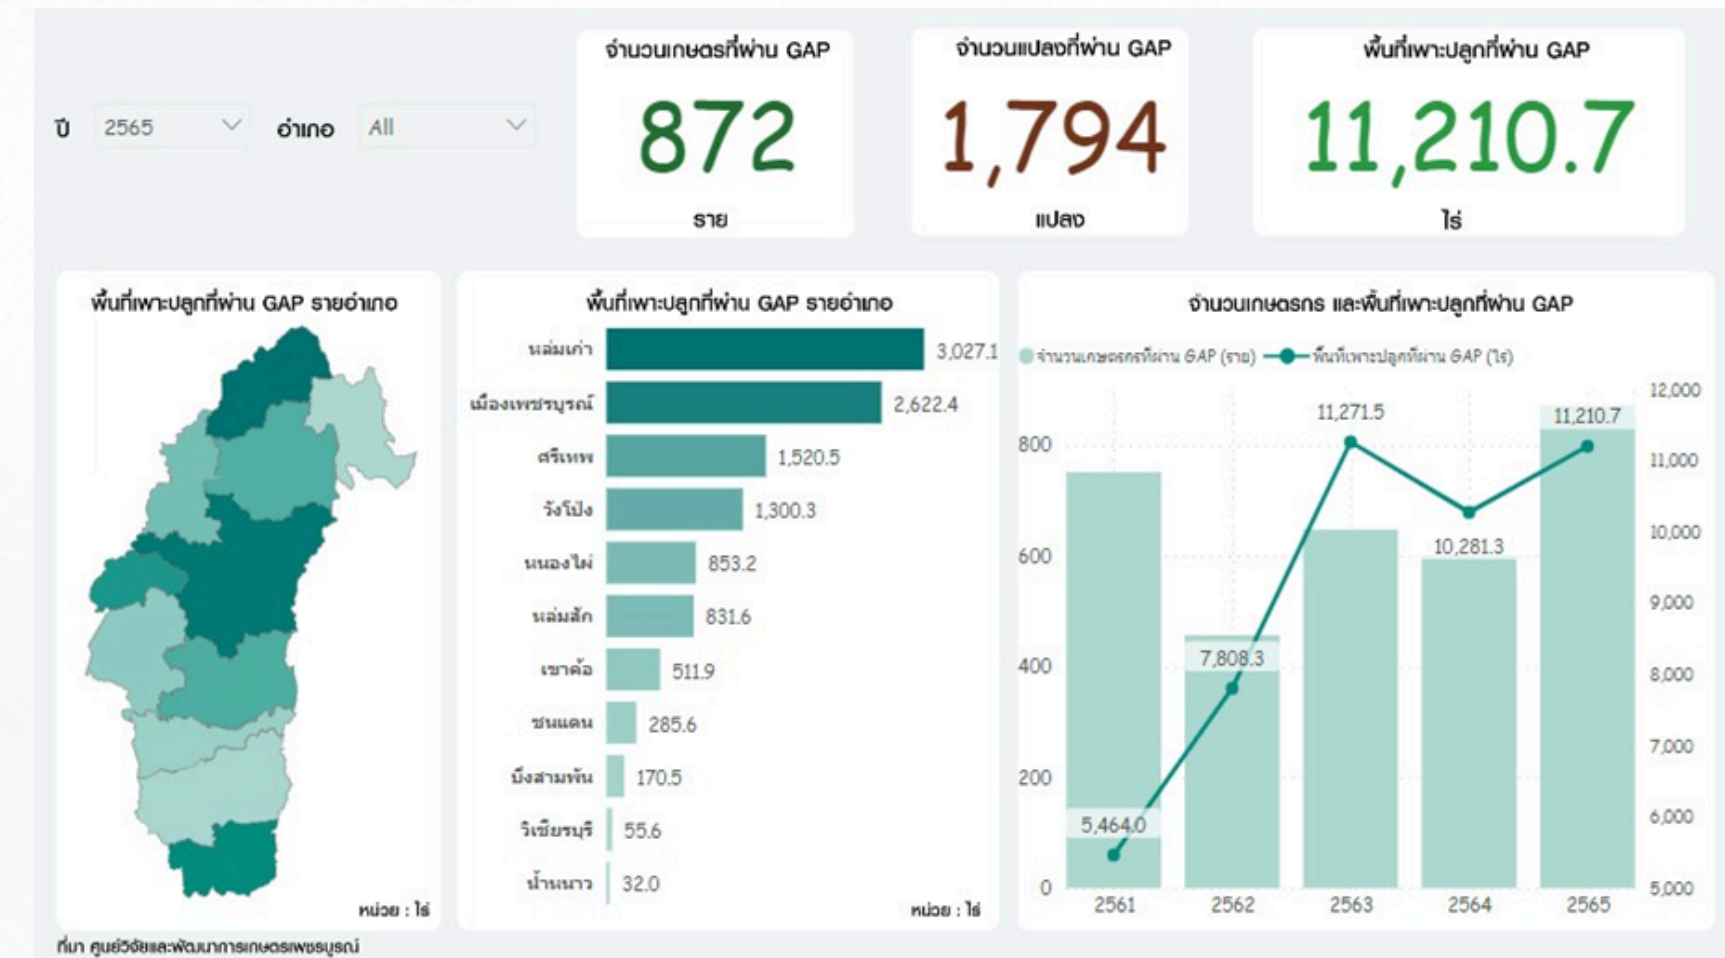 ปี 2565
อำเภอ All
จำนวนเกษตรที่ผ่าน GAP
872
ราย
จำนวนแปลงที่ผ่าน GAP
1,794
แปลง
พื้นที่เพาะปลูกที่ผ่าน GAP
11,210.7
ไร่
พื้นที่เพาะปลูกที่ผ่าน GAP รายอำเภอ
หน่วย : ไร่
พื้นที่เพาะปลูกที่ผ่าน GAP รายอำเภอ
หล่มเก่า 3,027.1
เมืองเพชรบูรณ์ 2,622.4
ศรีเทพ 1,520.5
วังโป่ง 1,300.3
หนองไผ่ 853.2
หล่มสัก 831.6
เขาค้อ 511.9
ชนแดน 285.6
บึงสามพัน 170.5
วิเชียรบุรี 55.6
น้ำหนาว 32.0
หน่วย : ไร่
จำนวนเกษตรกร และพื้นที่เพาะปลูกที่ผ่าน GAP
จำนวนเกษตรกรที่ผ่าน GAP (ราย) พื้นที่เพาะปลูกที่ผ่าน GAP (ไร่)
12,000
11,271.5 11,210.7
800
11,000
10,000
10,281.3
600
9,000
8,000
400
7,808.3
7,000
200
6,000
5,464.0
0
5,000
2561 2562 2563 2564 2565
ที่มา ศูนย์วิจัยและพัฒนาการเกษตรเพชรบูรณ์